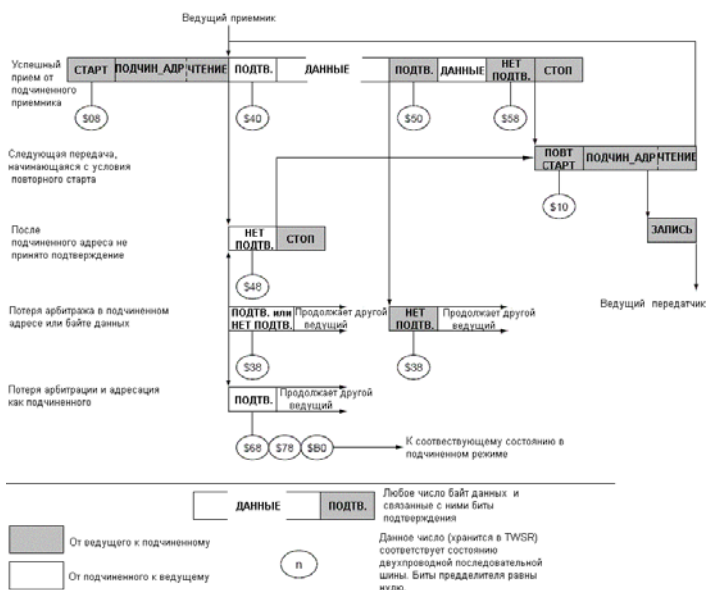 Ведущий приемник
Успешный
прием от
подчиненного
приемника
СТАРТ ПОДЧИН_АДР ЧТЕНИЕ ПОДТВ. ДАННЫЕ ПОДТВ. ДАННЫЕ НЕТ ПОДТВ. СТОП
$08 $40 $50 $58
Следующая передача,
начинающаяся с условия
повторного старта
ПОВТ СТАРТ ПОДЧИН_АДР ЧТЕНИЕ
$10
После
подчиненного адреса не
принято подтверждение
НЕТ ПОДТВ. СТОП
ЗАПИСЬ
$48
Ведущий передатчик
Потеря арбитража в подчиненном
адресе или байте данных
ПОДТВ. или
НЕТ ПОДТВ.
Продолжает другой
ведущий
НЕТ
ПОДТВ.
Продолжает другой
ведущий
$38 $38
Потеря арбитрации и адресация
как подчиненного
ПОДТВ.
Продолжает другой
ведущий
$68 $78 $B0
К соотвествующему состоянию в
подчиненном режиме
ДАННЫЕ ПОДТВ.
Любое число байт данных и
связанные с ними биты
подтверждения
От ведущего к подчиненному
От подчиненного к ведущему
n
Данное число (хранится в TWSR)
соответствует состоянию
двухпроводной последовательной
шины. Биты предделителя равны
нулю.